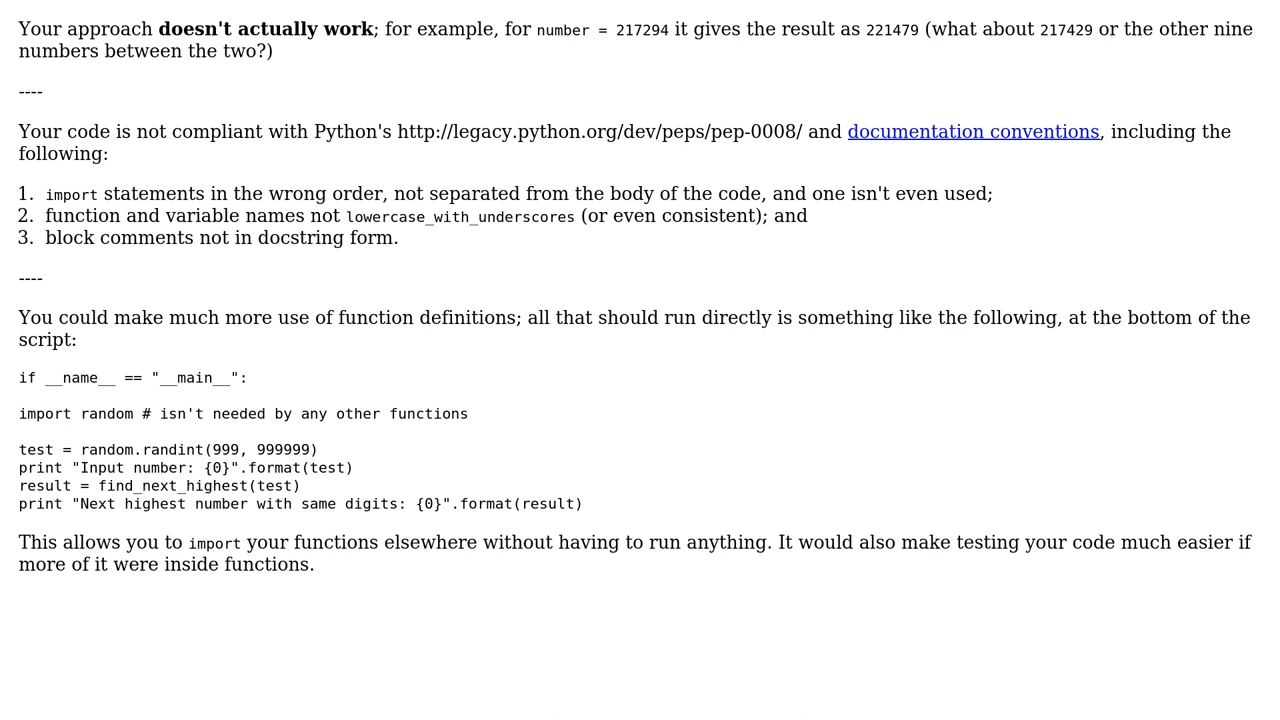 Your approach doesn't actually work; for example, for number = 217294 it gives the result as 221479 (what about 217429 or the other nine
numbers between the two?)
----
Your code is not compliant with Python's http://legacy.python.org/dev/peps/pep-0008/ and documentation conventions, including the
following:
1. import statements in the wrong order, not separated from the body of the code, and one isn't even used;
2. function and variable names not lowercase_with_underscores (or even consistent); and
3. block comments not in docstring form.
----
You could make much more use of function definitions; all that should run directly is something like the following, at the bottom of the
script:
if __name__ == "__main__":
import random # isn't needed by any other functions
test = random.randint(999, 999999)
print "Input number: {0}".format(test)
result = find_next_highest(test)
print "Next highest number with same digits: {0}".format(result)
This allows you to import your functions elsewhere without having to run anything. It would also make testing your code much easier if
more of it were inside functions.